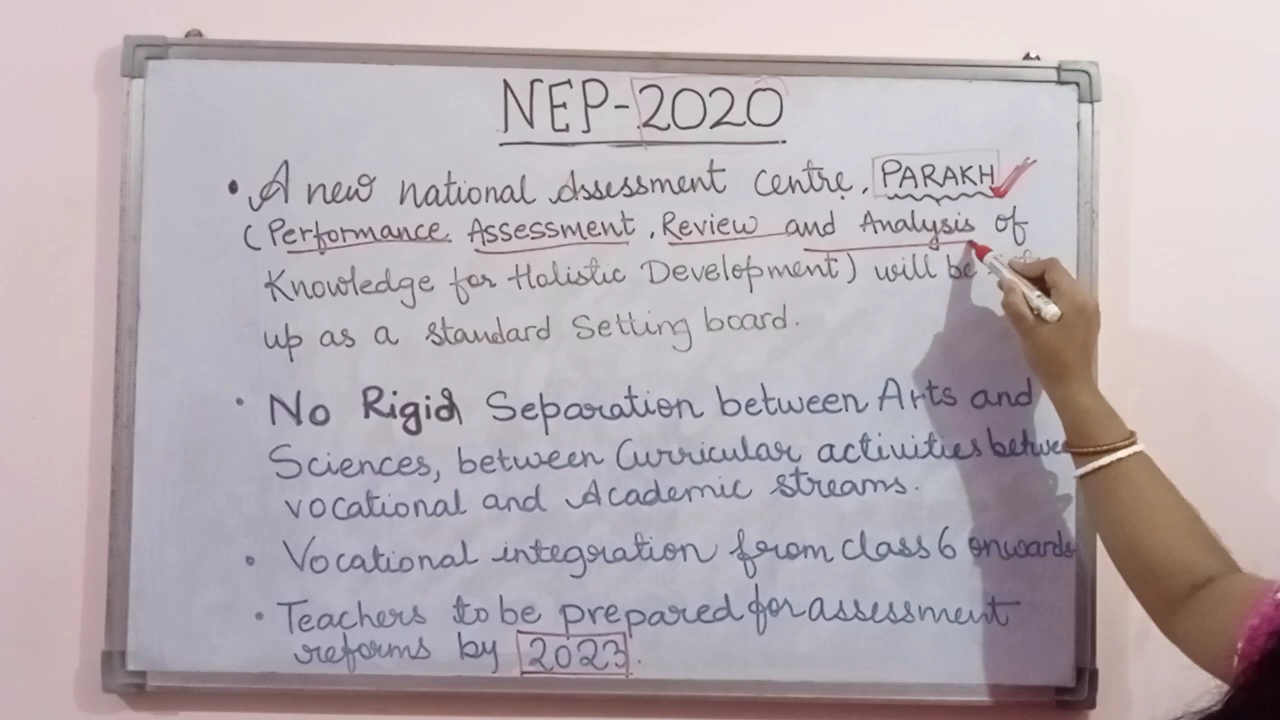 NEP-2020
• A new national Assessment Centre, PARAKH
(Performance Assessment, Review and Analysis of
Knowledge for Holistic Development) will be
up as a standard Setting board.
• No Rigid Separation between Arts and
Sciences, between Curricular activities between
vocational and Academic streams.
• Vocational integration from class 6 onwards
• Teachers to be prepared for assessment
reforms by 2023.